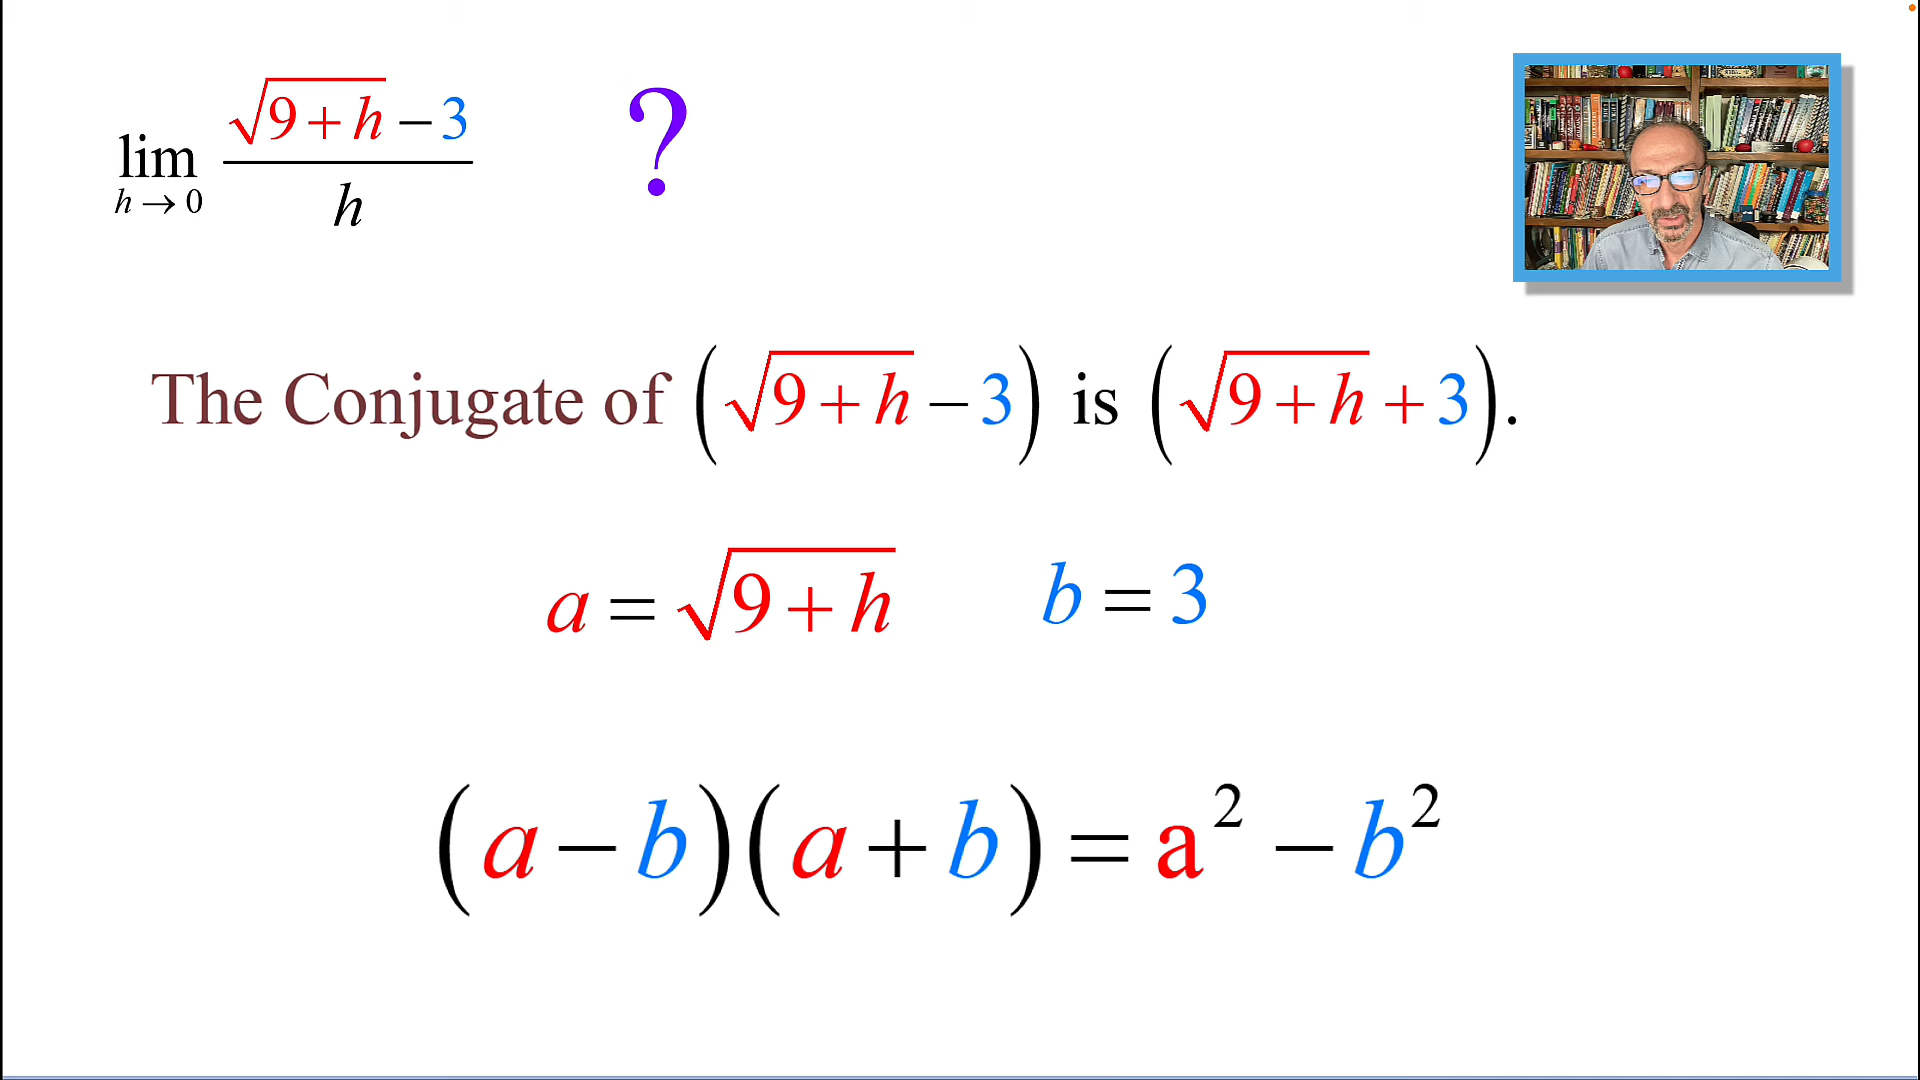 lim h→0 (√(9+h) − 3)/h ?
The Conjugate of (√(9+h) − 3) is (√(9+h) + 3).
a = √(9+h) b = 3
(a − b)(a + b) = a² − b²